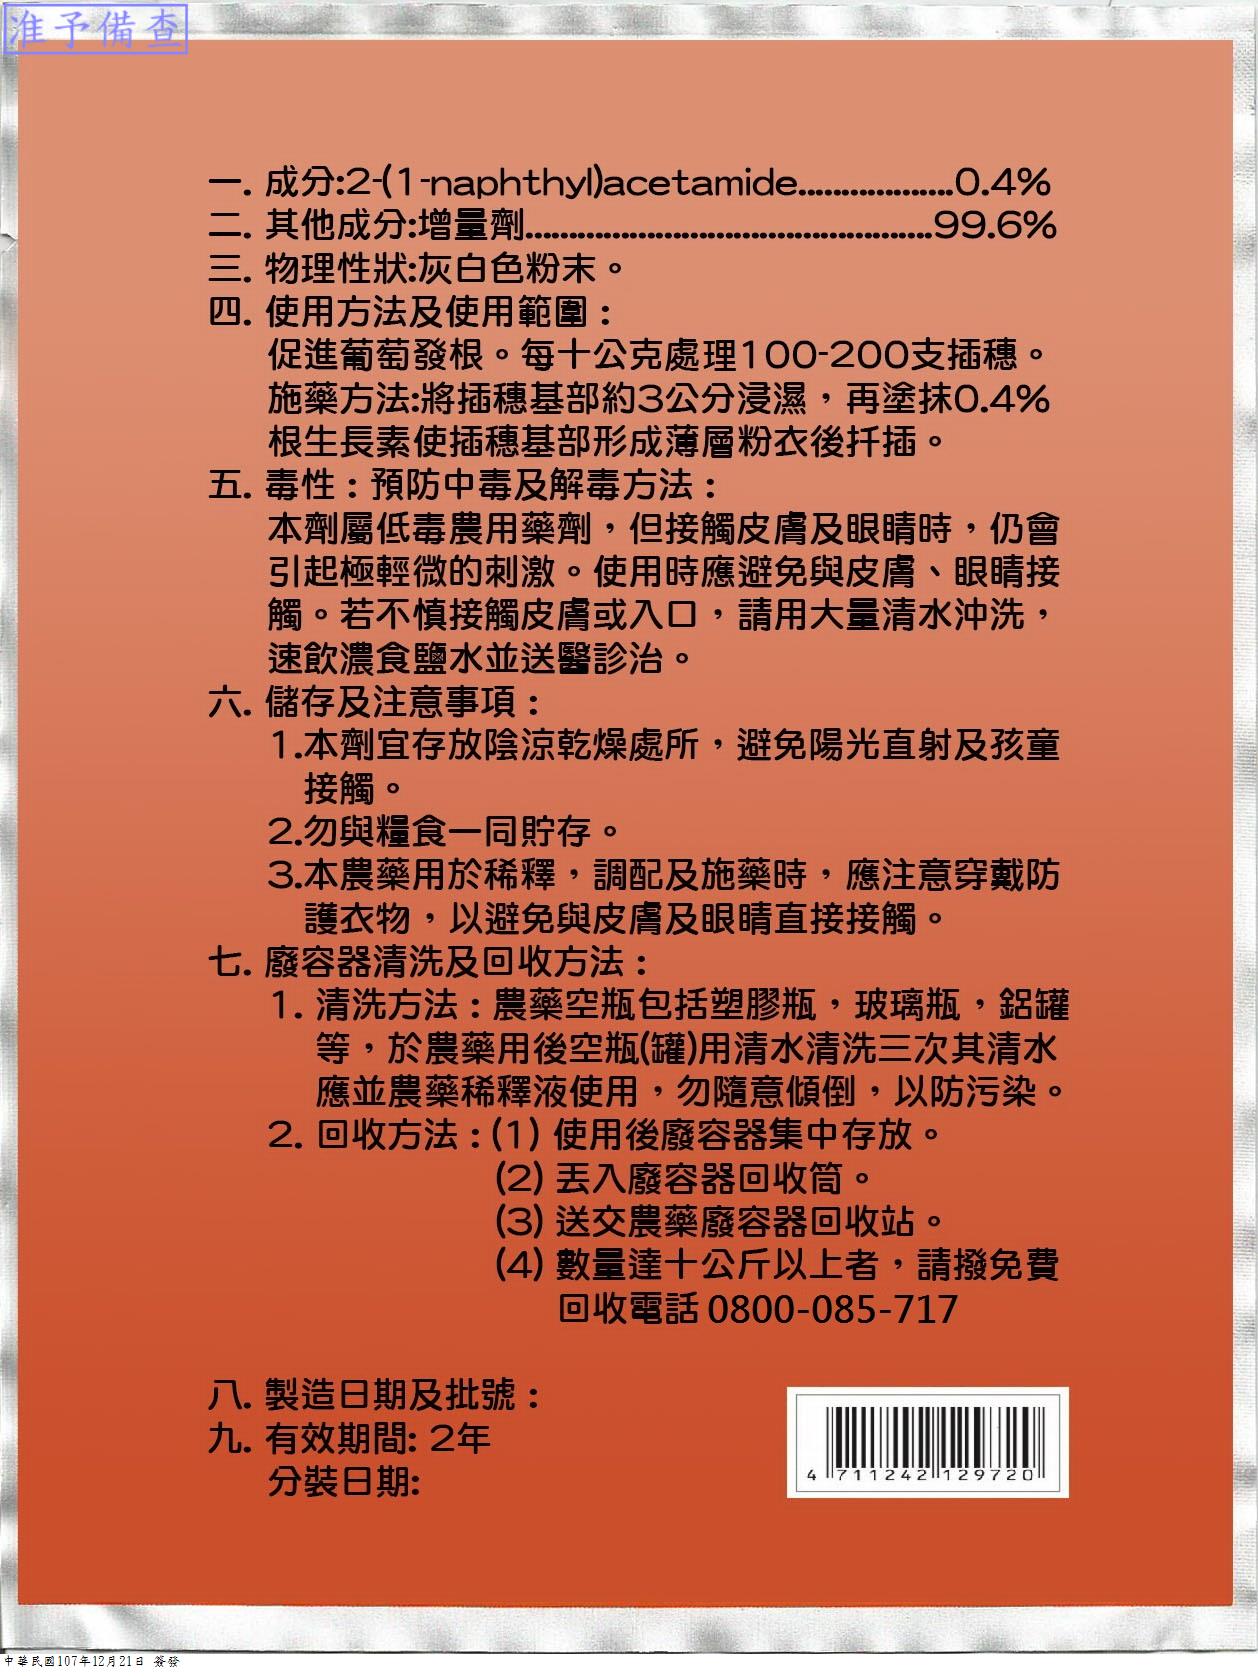 准予備查
一. 成分:2-(1-naphthyl)acetamide..................0.4%
二. 其他成分:增量劑...............................................99.6%
三. 物理性狀:灰白色粉末。
四. 使用方法及使用範圍：
促進葡萄發根。每十公克處理100-200支插穗。
施藥方法:將插穗基部約3公分浸濕，再塗抹0.4%
根生長素使插穗基部形成薄層粉衣後扦插。
五. 毒性：預防中毒及解毒方法：
本劑屬低毒農用藥劑，但接觸皮膚及眼睛時，仍會
引起極輕微的刺激。使用時應避免與皮膚、眼睛接
觸。若不慎接觸皮膚或入口，請用大量清水沖洗，
速飲濃食鹽水並送醫診治。
六. 儲存及注意事項：
1.本劑宜存放陰涼乾燥處所，避免陽光直射及孩童
接觸。
2.勿與糧食一同貯存。
3.本農藥用於稀釋，調配及施藥時，應注意穿戴防
護衣物，以避免與皮膚及眼睛直接接觸。
七. 廢容器清洗及回收方法：
1. 清洗方法：農藥空瓶包括塑膠瓶，玻璃瓶，鋁罐
等，於農藥用後空瓶(罐)用清水清洗三次其清水
應並農藥稀釋液使用，勿隨意傾倒，以防污染。
2. 回收方法：(1) 使用後廢容器集中存放。
(2) 丟入廢容器回收筒。
(3) 送交農藥廢容器回收站。
(4) 數量達十公斤以上者，請撥免費
回收電話 0800-085-717
八. 製造日期及批號：
九. 有效期間: 2年
分裝日期:
4 711242 129720
中華民國107年12月21日 簽發